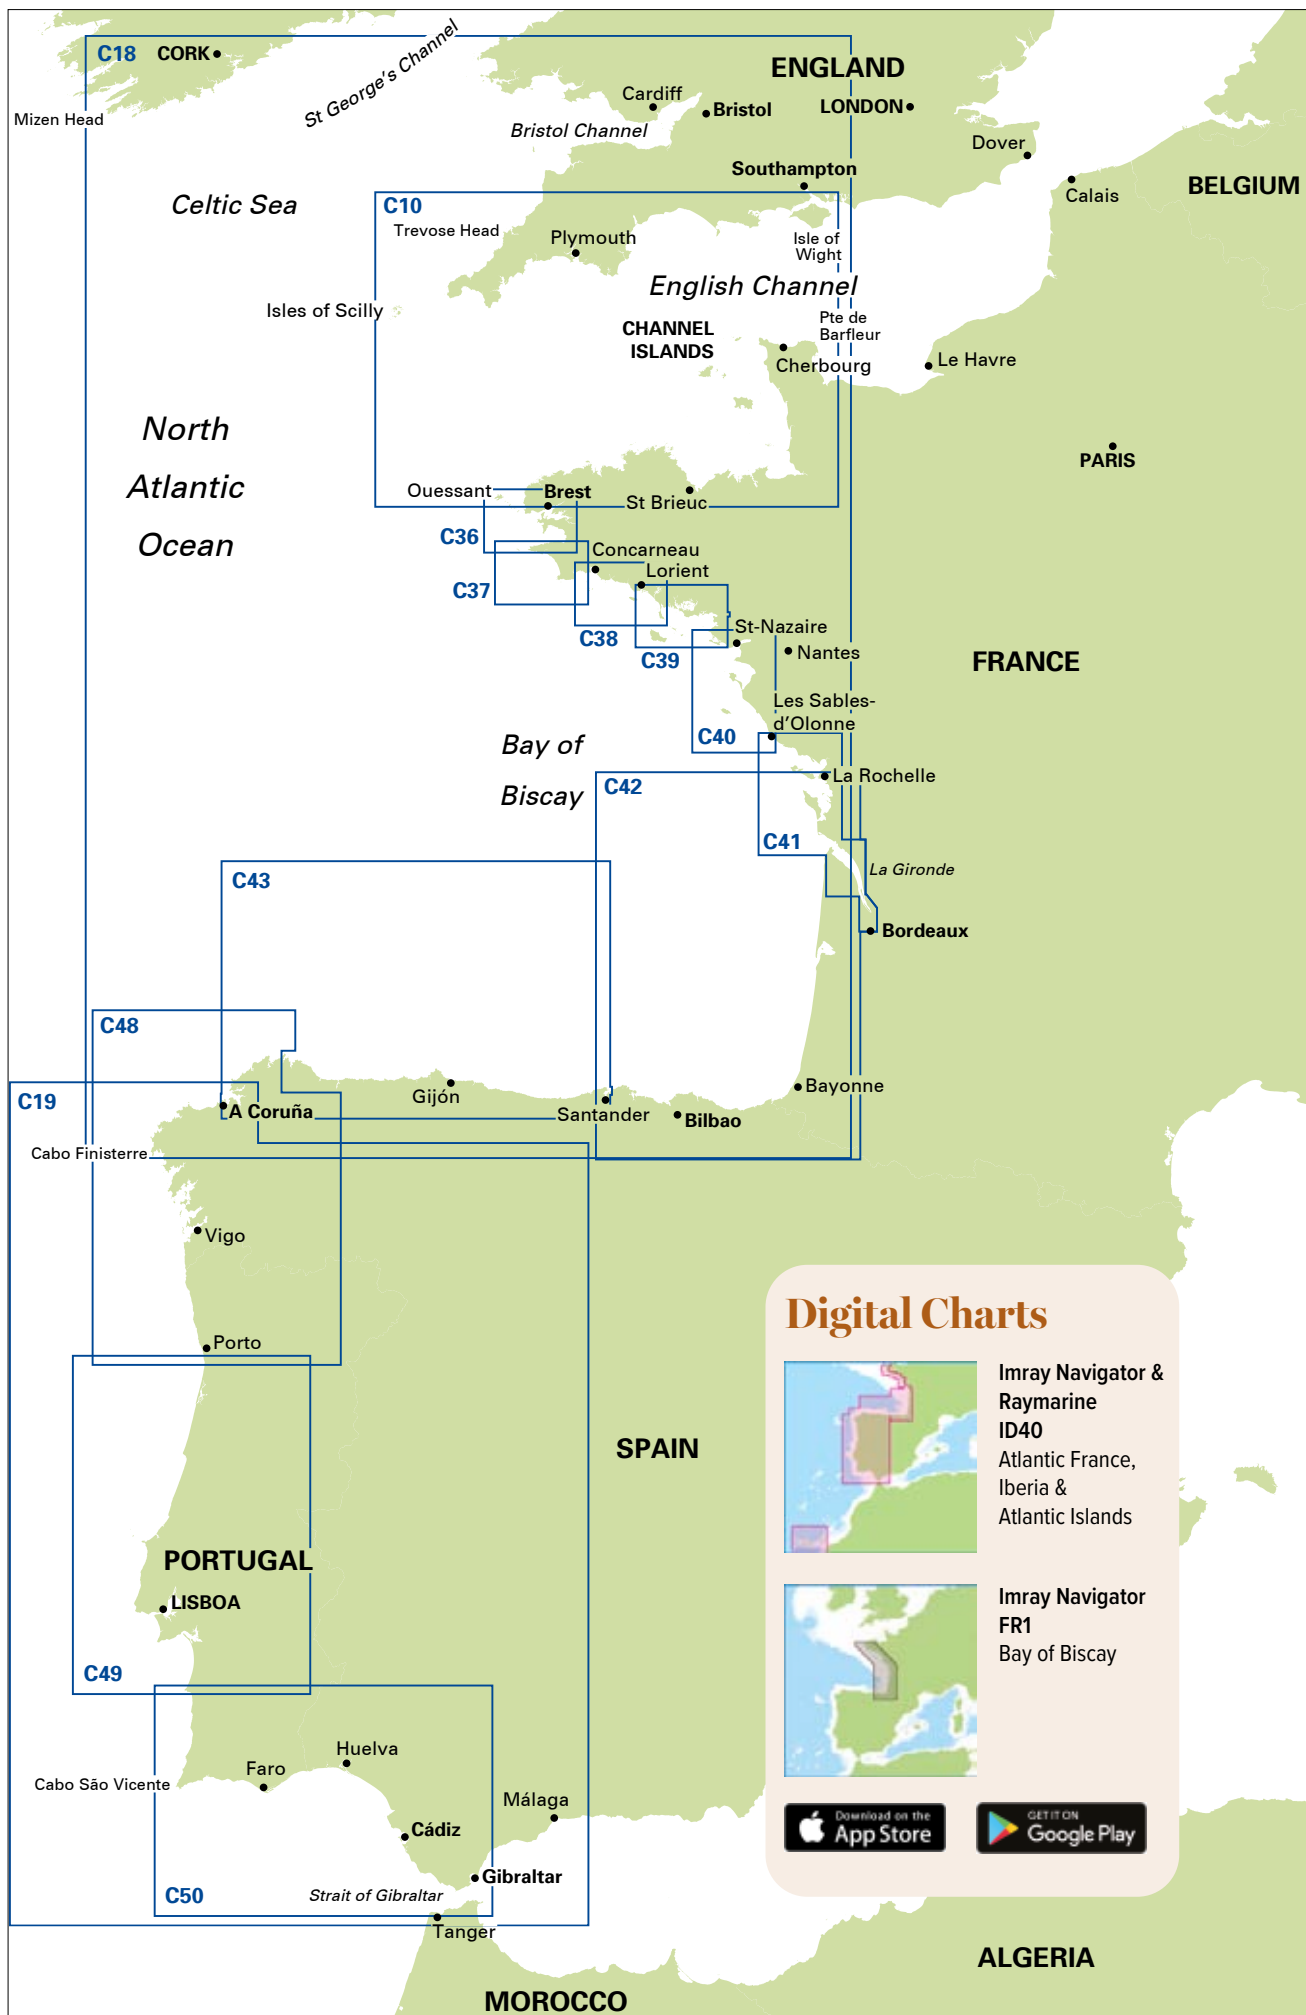 C18
CORK
St George's Channel
ENGLAND
Cardiff
Bristol
LONDON
Mizen Head
Bristol Channel
Dover
Southampton
Calais
BELGIUM
Celtic Sea
C10
Trevose Head
Plymouth
Isle of
Wight
English Channel
Isles of Scilly
CHANNEL
ISLANDS
Pte de
Barfleur
Cherbourg
Le Havre
North
Atlantic
Ocean
PARIS
Ouessant
Brest
St Brieuc
C36
Concarneau
Lorient
C37
C38
St-Nazaire
C39
Nantes
FRANCE
Les Sables-
d'Olonne
C40
Bay of
Biscay
C42
La Rochelle
C41
La Gironde
C43
Bordeaux
C48
C19
Gijón
A Coruña
Santander
Bilbao
Bayonne
Cabo Finisterre
Vigo
Porto
Digital Charts
Imray Navigator &
Raymarine
ID40
Atlantic France,
Iberia &
Atlantic Islands
SPAIN
PORTUGAL
LISBOA
Imray Navigator
FR1
Bay of Biscay
C49
Huelva
Faro
Cabo São Vicente
Málaga
Cádiz
Download on the
App Store
GET IT ON
Google Play
Gibraltar
C50
Strait of Gibraltar
Tanger
ALGERIA
MOROCCO